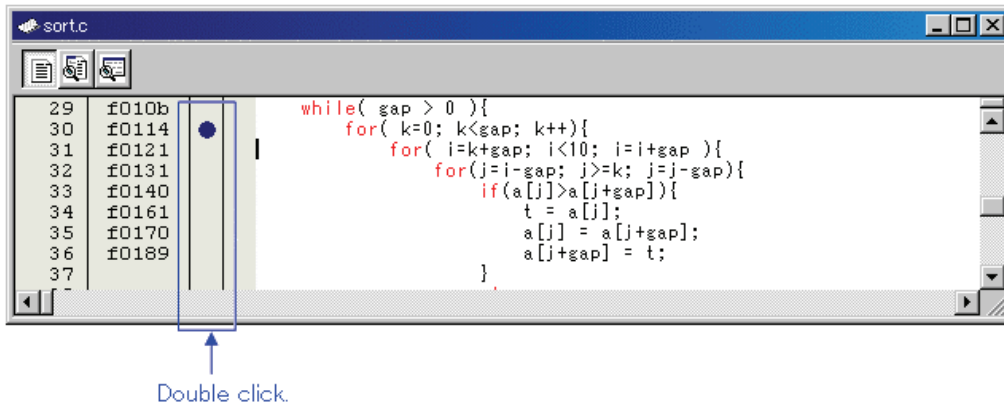 sort.c
29 f010b while( gap > 0 ){
30 f0114 for( k=0; k<gap; k++){
31 f0121 for( i=k+gap; i<10; i=i+gap ){
32 f0131 for(j=i-gap; j>=k; j=j-gap){
33 f0140 if(a[j]>a[j+gap]){
34 f0161 t = a[j];
35 f0170 a[j] = a[j+gap];
36 f0189 a[j+gap] = t;
37 }
Double click.